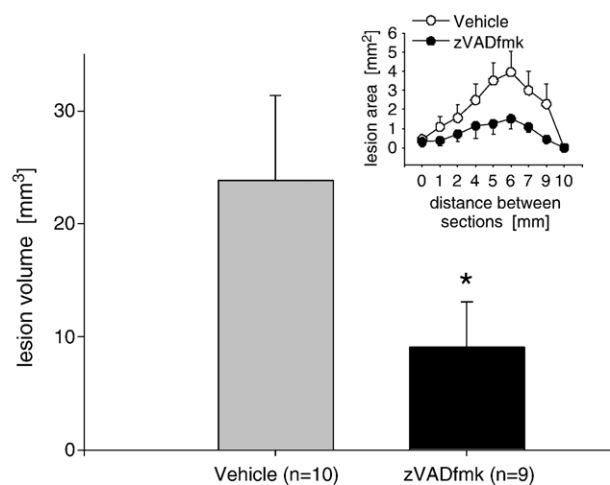 Vehicle
zVADfmk
lesion area [mm²]
6
5
4
3
2
1
0
0 1 2 4 5 6 7 9 10
distance between
sections [mm]
lesion volume [mm³]
30
20
10
0
*
Vehicle (n=10) zVADfmk (n=9)